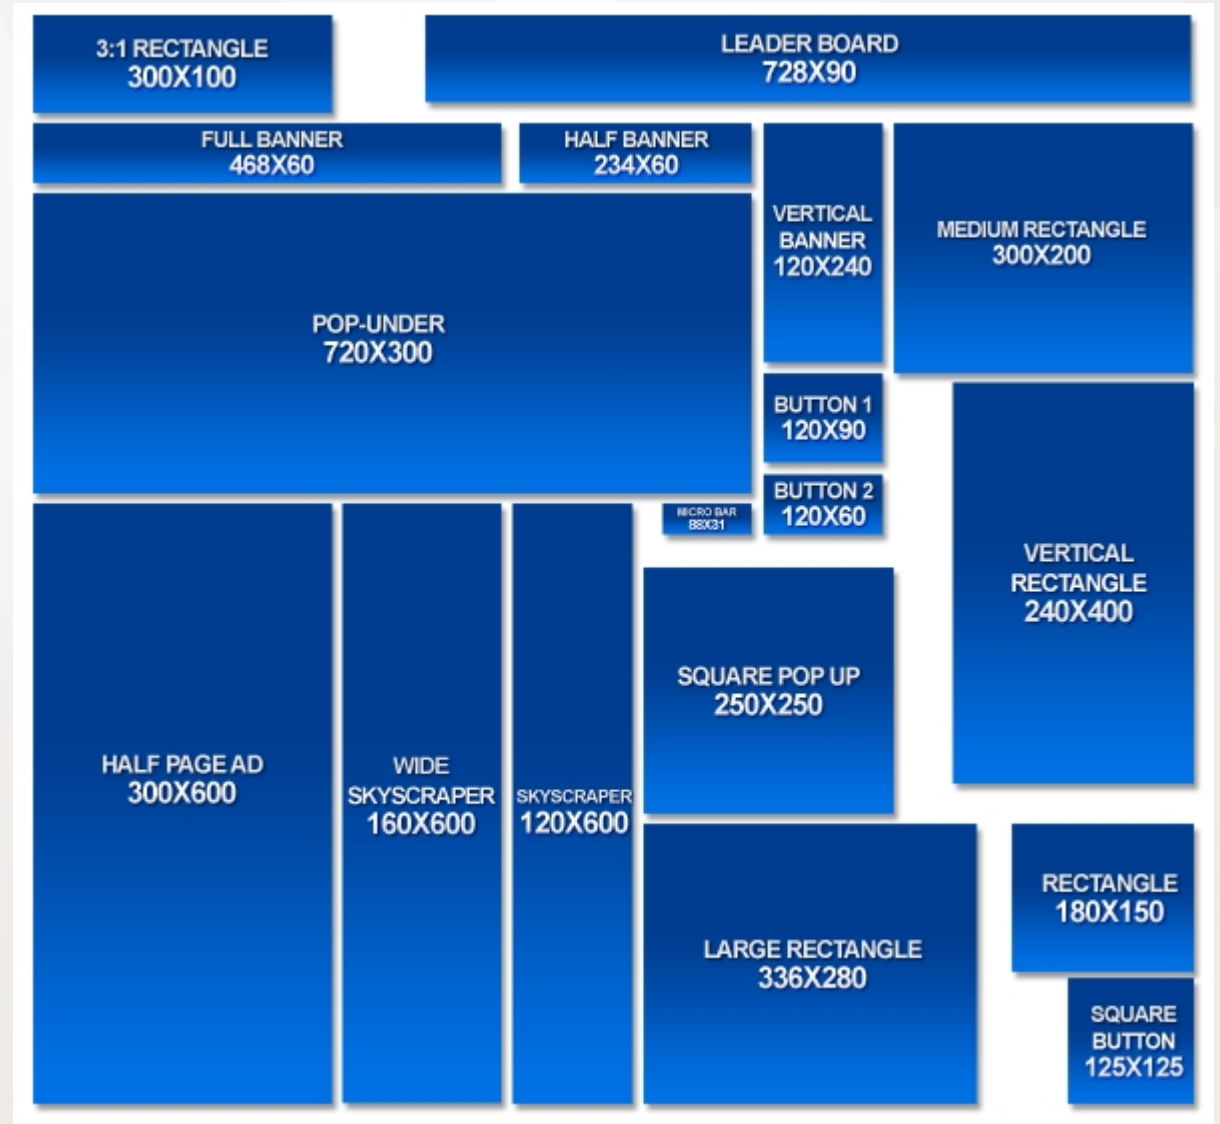 3:1 RECTANGLE
300X100
LEADER BOARD
728X90
FULL BANNER
468X60
HALF BANNER
234X60
VERTICAL
BANNER
120X240
MEDIUM RECTANGLE
300X200
POP-UNDER
720X300
BUTTON 1
120X90
BUTTON 2
120X60
MICRO BAR
88X31
VERTICAL
RECTANGLE
240X400
SQUARE POP UP
250X250
HALF PAGE AD
300X600
WIDE
SKYSCRAPER
160X600
SKYSCRAPER
120X600
LARGE RECTANGLE
336X280
RECTANGLE
180X150
SQUARE
BUTTON
125X125